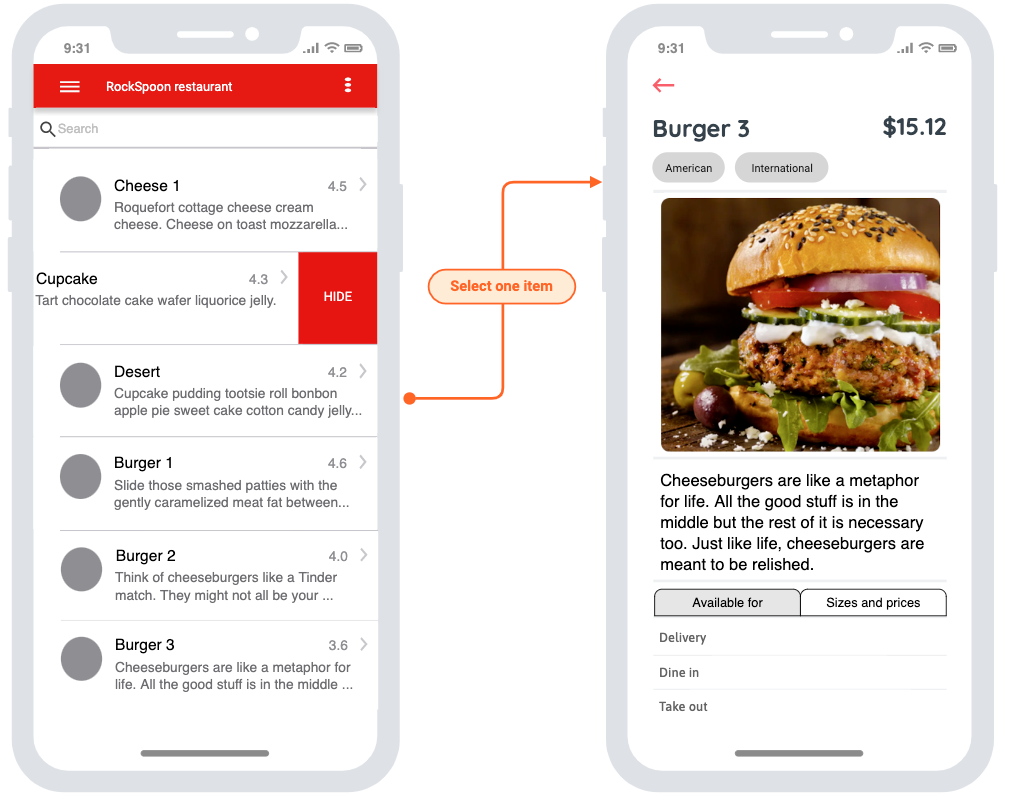 9:31
RockSpoon restaurant
Search
Cheese 1
4.5
Roquefort cottage cheese cream
cheese. Cheese on toast mozzarella...
Cupcake
4.3
Tart chocolate cake wafer liquorice jelly.
HIDE
Desert
4.2
Cupcake pudding tootsie roll bonbon
apple pie sweet cake cotton candy jelly...
Burger 1
4.6
Slide those smashed patties with the
gently caramelized meat fat between...
Burger 2
4.0
Think of cheeseburgers like a Tinder
match. They might not all be your ...
Burger 3
3.6
Cheeseburgers are like a metaphor for
life. All the good stuff is in the middle ...
Select one item
9:31
Burger 3
$15.12
American
International
Cheeseburgers are like a metaphor
for life. All the good stuff is in the
middle but the rest of it is necessary
too. Just like life, cheeseburgers are
meant to be relished.
Available for
Sizes and prices
Delivery
Dine in
Take out